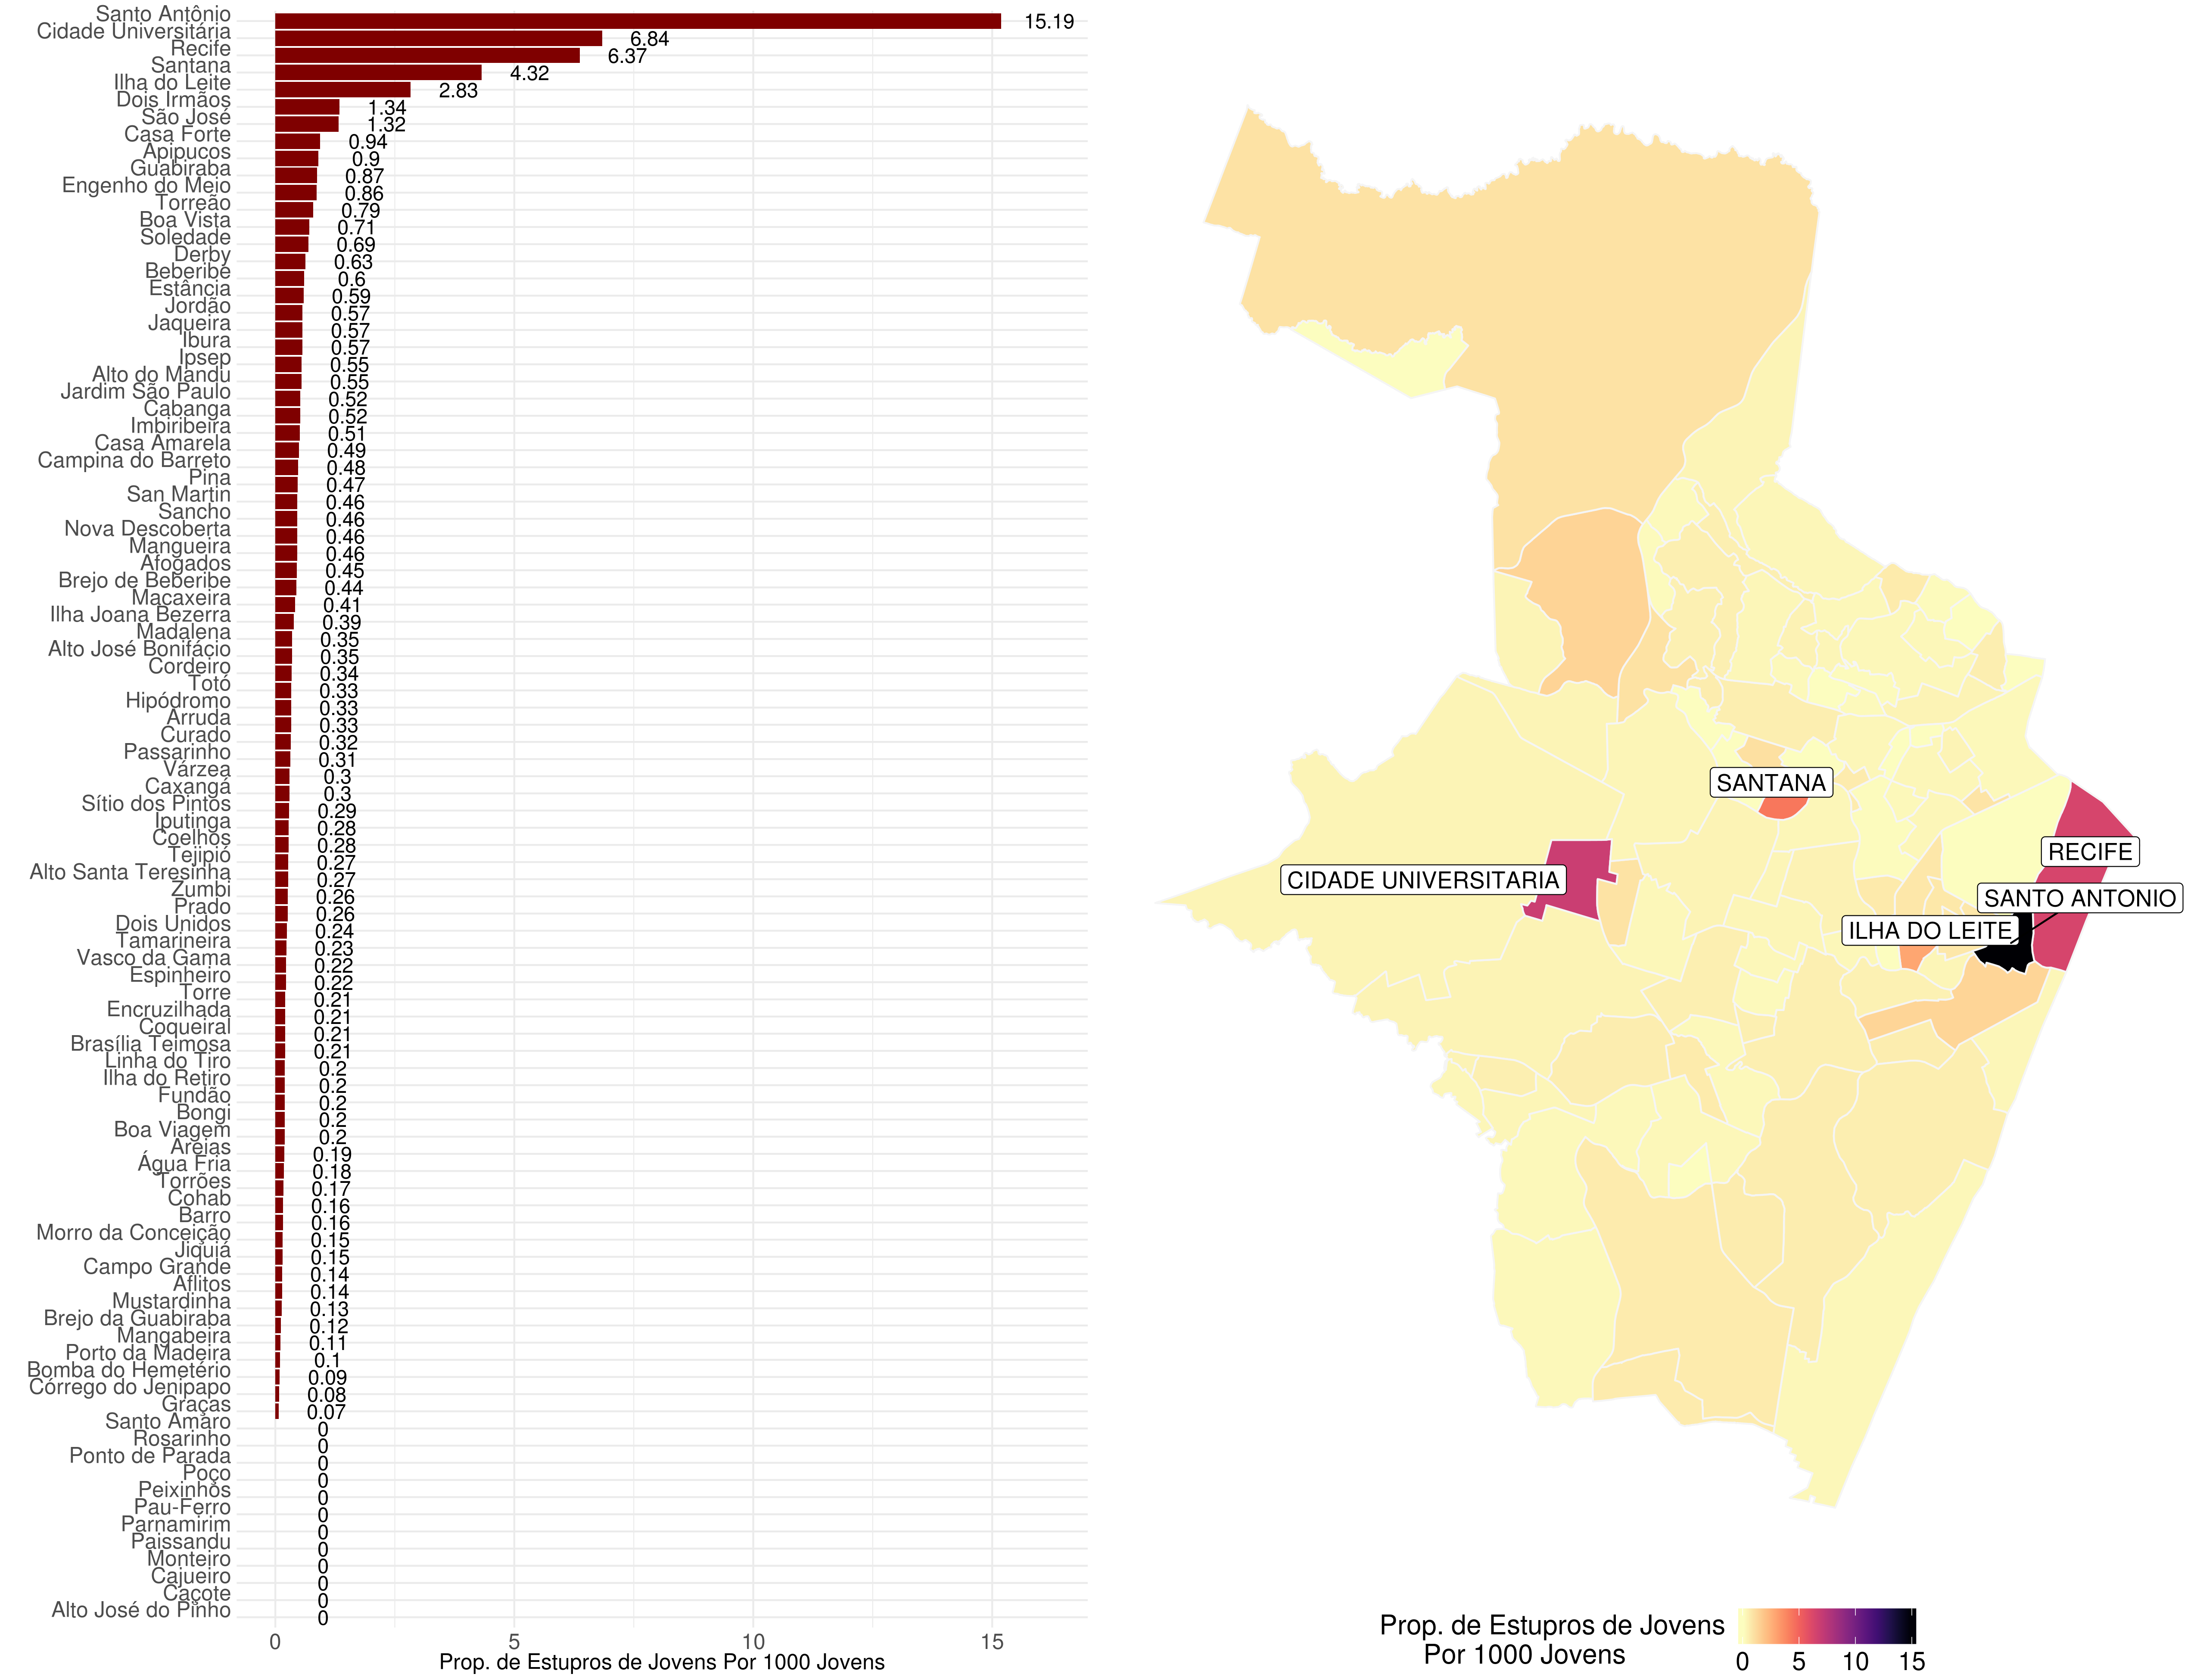 Santo Antônio 15.19
Cidade Universitária 6.84
Recife 6.37
Santana 4.32
Ilha do Leite 2.83
Dois Irmãos 1.34
São José 1.32
Casa Forte 0.94
Apipucos 0.9
Guabiraba 0.87
Engenho do Meio 0.86
Torreão 0.79
Boa Vista 0.71
Soledade 0.69
Derby 0.63
Beberibe 0.6
Estância 0.59
Jordão 0.57
Jaqueira 0.57
Ibura 0.57
Ipsep 0.55
Alto do Mandu 0.55
Jardim São Paulo 0.52
Cabanga 0.52
Imbiribeira 0.51
Casa Amarela 0.49
Campina do Barreto 0.48
Pina 0.47
San Martin 0.46
Sancho 0.46
Nova Descoberta 0.46
Mangueira 0.46
Afogados 0.45
Brejo de Beberibe 0.44
Macaxeira 0.41
Ilha Joana Bezerra 0.39
Madalena 0.35
Alto José Bonifácio 0.35
Cordeiro 0.34
Totó 0.33
Hipódromo 0.33
Arruda 0.33
Curado 0.32
Passarinho 0.31
Várzea 0.3
Caxangá 0.3
Sítio dos Pintos 0.29
Iputinga 0.28
Coelhos 0.28
Tejipió 0.27
Alto Santa Teresinha 0.27
Zumbi 0.26
Prado 0.26
Dois Unidos 0.24
Tamarineira 0.23
Vasco da Gama 0.22
Espinheiro 0.22
Torre 0.21
Encruzilhada 0.21
Coqueiral 0.21
Brasília Teimosa 0.21
Linha do Tiro 0.2
Ilha do Retiro 0.2
Fundão 0.2
Bongi 0.2
Boa Viagem 0.2
Areias 0.19
Água Fria 0.18
Torrões 0.17
Cohab 0.16
Barro 0.16
Morro da Conceição 0.15
Jiquiá 0.15
Campo Grande 0.14
Aflitos 0.14
Mustardinha 0.13
Brejo da Guabiraba 0.12
Mangabeira 0.11
Porto da Madeira 0.1
Bomba do Hemetério 0.09
Córrego do Jenipapo 0.08
Graças 0.07
Santo Amaro 0
Rosarinho 0
Ponto de Parada 0
Poço 0
Peixinhos 0
Pau-Ferro 0
Parnamirim 0
Paissandu 0
Monteiro 0
Cajueiro 0
Caçote 0
Alto José do Pinho 0
0 5 10 15
Prop. de Estupros de Jovens Por 1000 Jovens
SANTANA
RECIFE
CIDADE UNIVERSITARIA
SANTO ANTONIO
ILHA DO LEITE
Prop. de Estupros de Jovens
Por 1000 Jovens
0 5 10 15